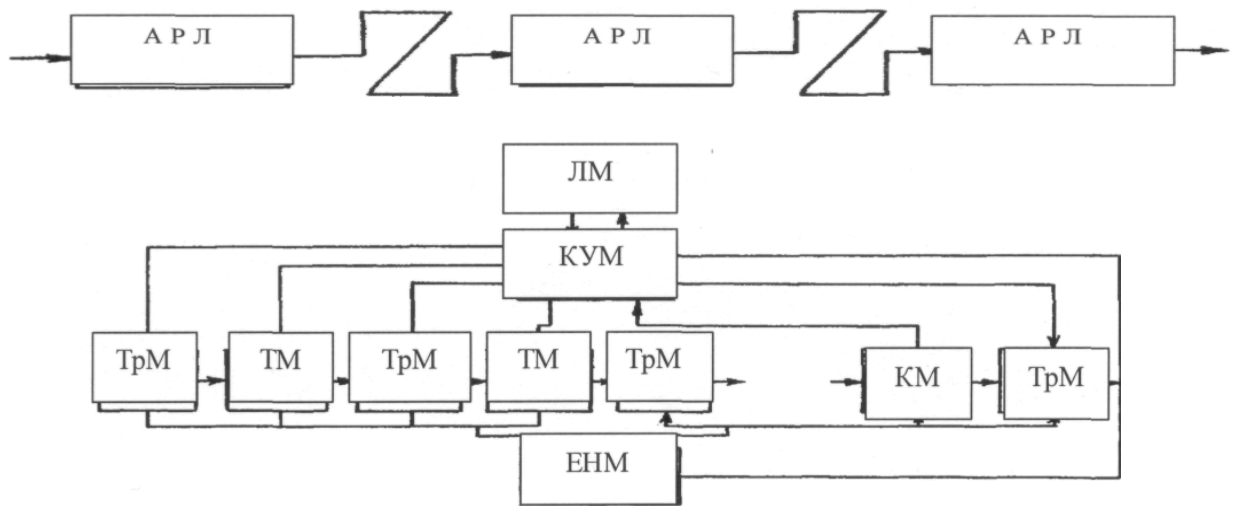 А Р Л А Р Л А Р Л
ЛМ
КУМ
ТрМ ТМ ТрМ ТМ ТрМ КМ ТрМ
ЕНМ